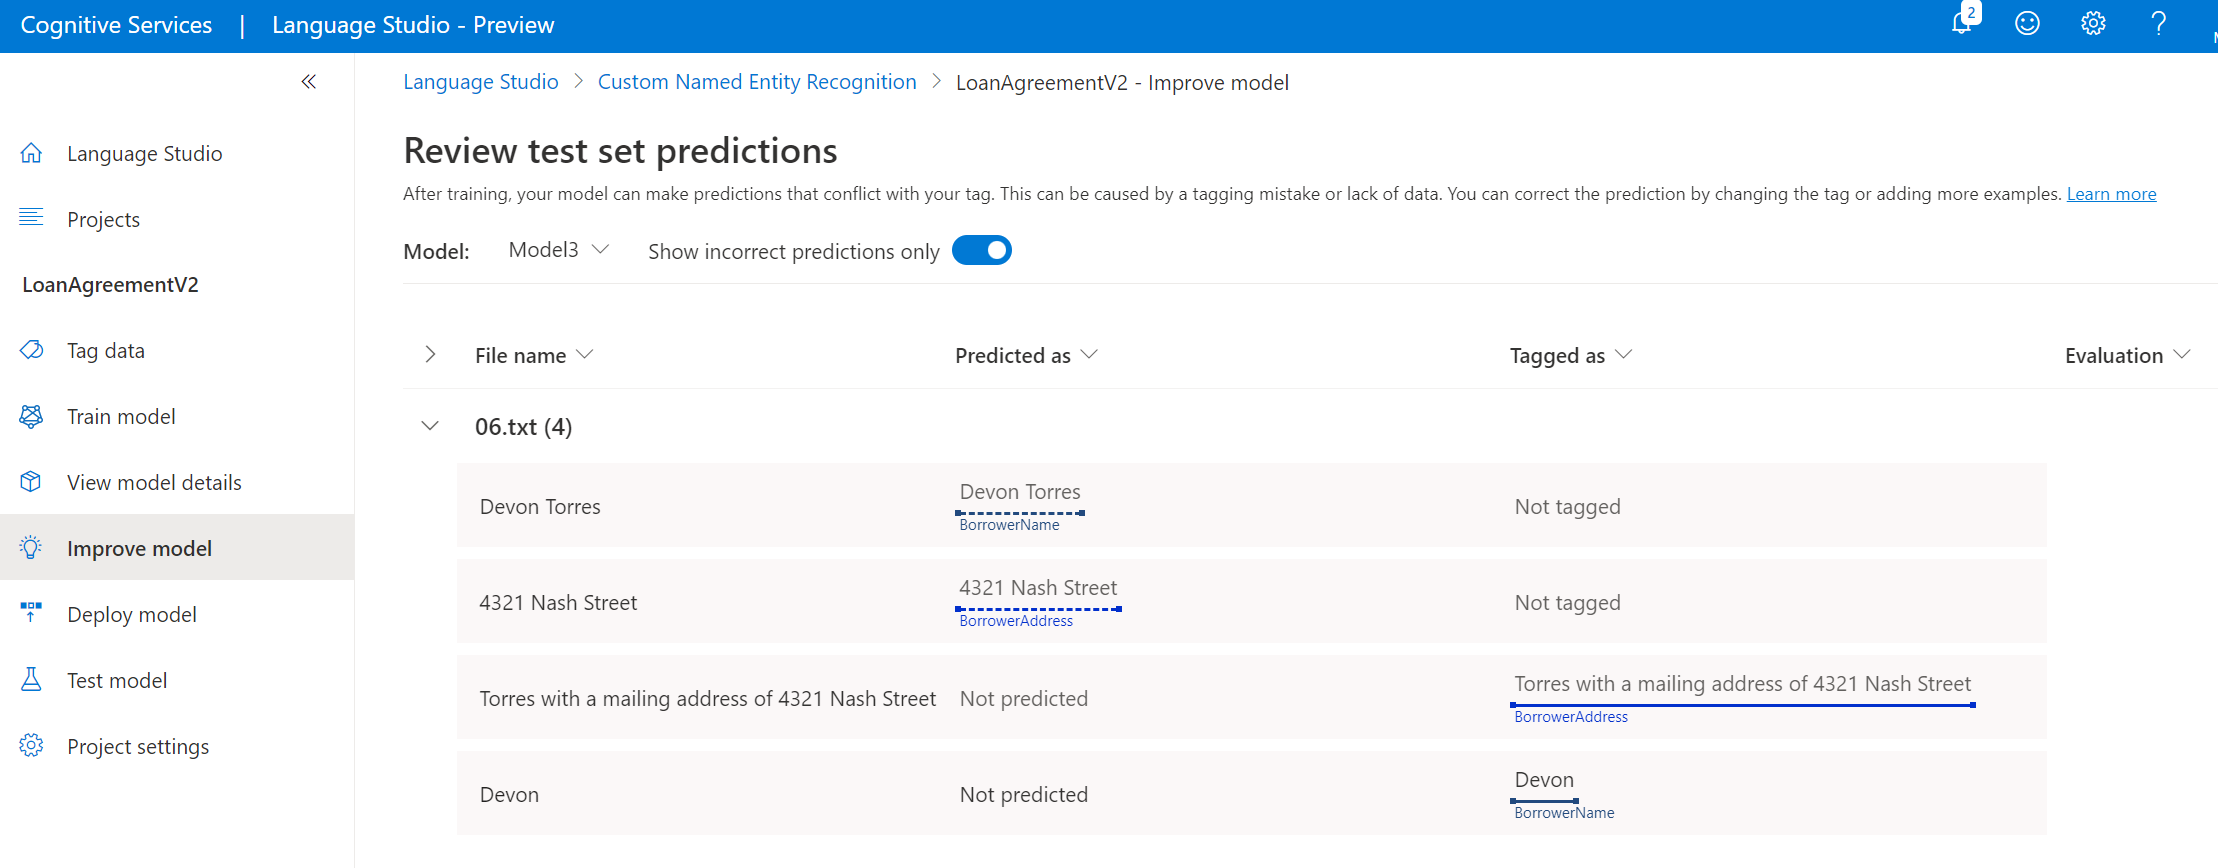 Cognitive Services | Language Studio - Preview 2
Language Studio > Custom Named Entity Recognition > LoanAgreementV2 - Improve model
Language Studio
Projects
LoanAgreementV2
Tag data
Train model
View model details
Improve model
Deploy model
Test model
Project settings
Review test set predictions
After training, your model can make predictions that conflict with your tag. This can be caused by a tagging mistake or lack of data. You can correct the prediction by changing the tag or adding more examples. Learn more
Model: Model3 Show incorrect predictions only
File name Predicted as Tagged as Evaluation
06.txt (4)
Devon Torres Devon Torres Not tagged
BorrowerName
4321 Nash Street 4321 Nash Street Not tagged
BorrowerAddress
Torres with a mailing address of 4321 Nash Street Not predicted Torres with a mailing address of 4321 Nash Street
BorrowerAddress
Devon Not predicted Devon
BorrowerName